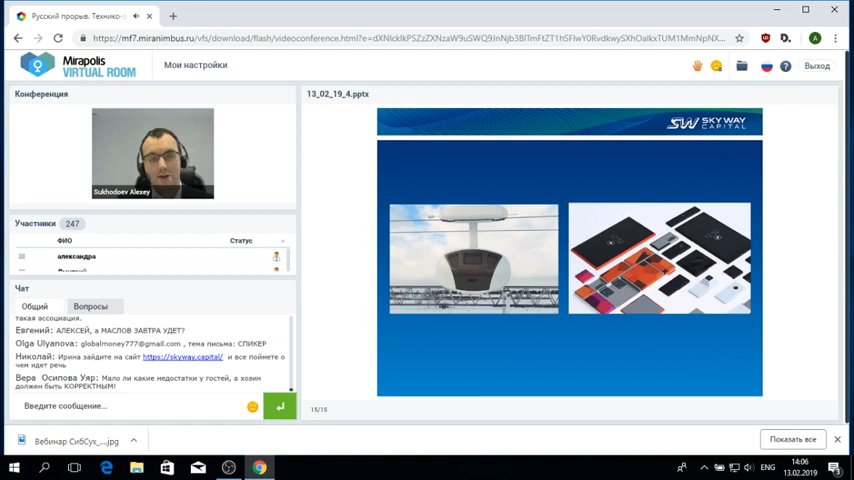 Русский прорыв. Технико-
https://mf7.miranimbus.ru/vfs/download/flash/videoconference.html?e=
Mirapolis
VIRTUAL ROOM
Мои настройки
Выход
Конференция
Sukhodoev Alexey
Участники 247
ФИО Статус
александра
Чат
Общий Вопросы
такая ассоциация.
Евгений: АЛЕКСЕЙ, а МАСЛОВ ЗАВТРА УДЕТ?
Olga Ulyanova: globalmoney777@gmail.com , тема письма: СПИКЕР
Николай: Ирина зайдите на сайт https://skyway.capital/ и все поймете о
чем идет речь
Вера Осипова Уяр: Мало ли какие недостатки у гостей, а хозин
должен быть КОРРЕКТНЫМ!
Введите сообщение...
13_02_19_4.pptx
SW SKY WAY
CAPITAL
15/15
Вебинар СибСух_....jpg
Показать все
ENG
14:06
13.02.2019
3